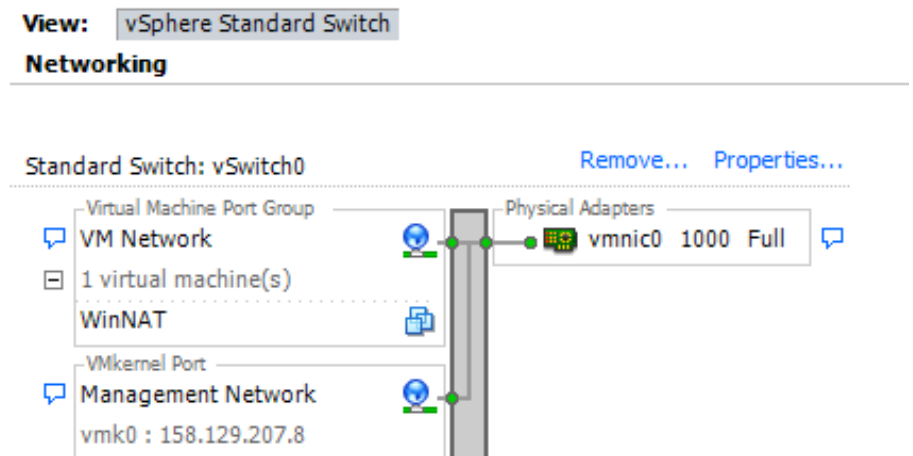 View: vSphere Standard Switch
Networking
Standard Switch: vSwitch0 Remove... Properties...
Virtual Machine Port Group
VM Network
1 virtual machine(s)
WinNAT
Physical Adapters
vmnic0 1000 Full
VMkernel Port
Management Network
vmk0 : 158.129.207.8